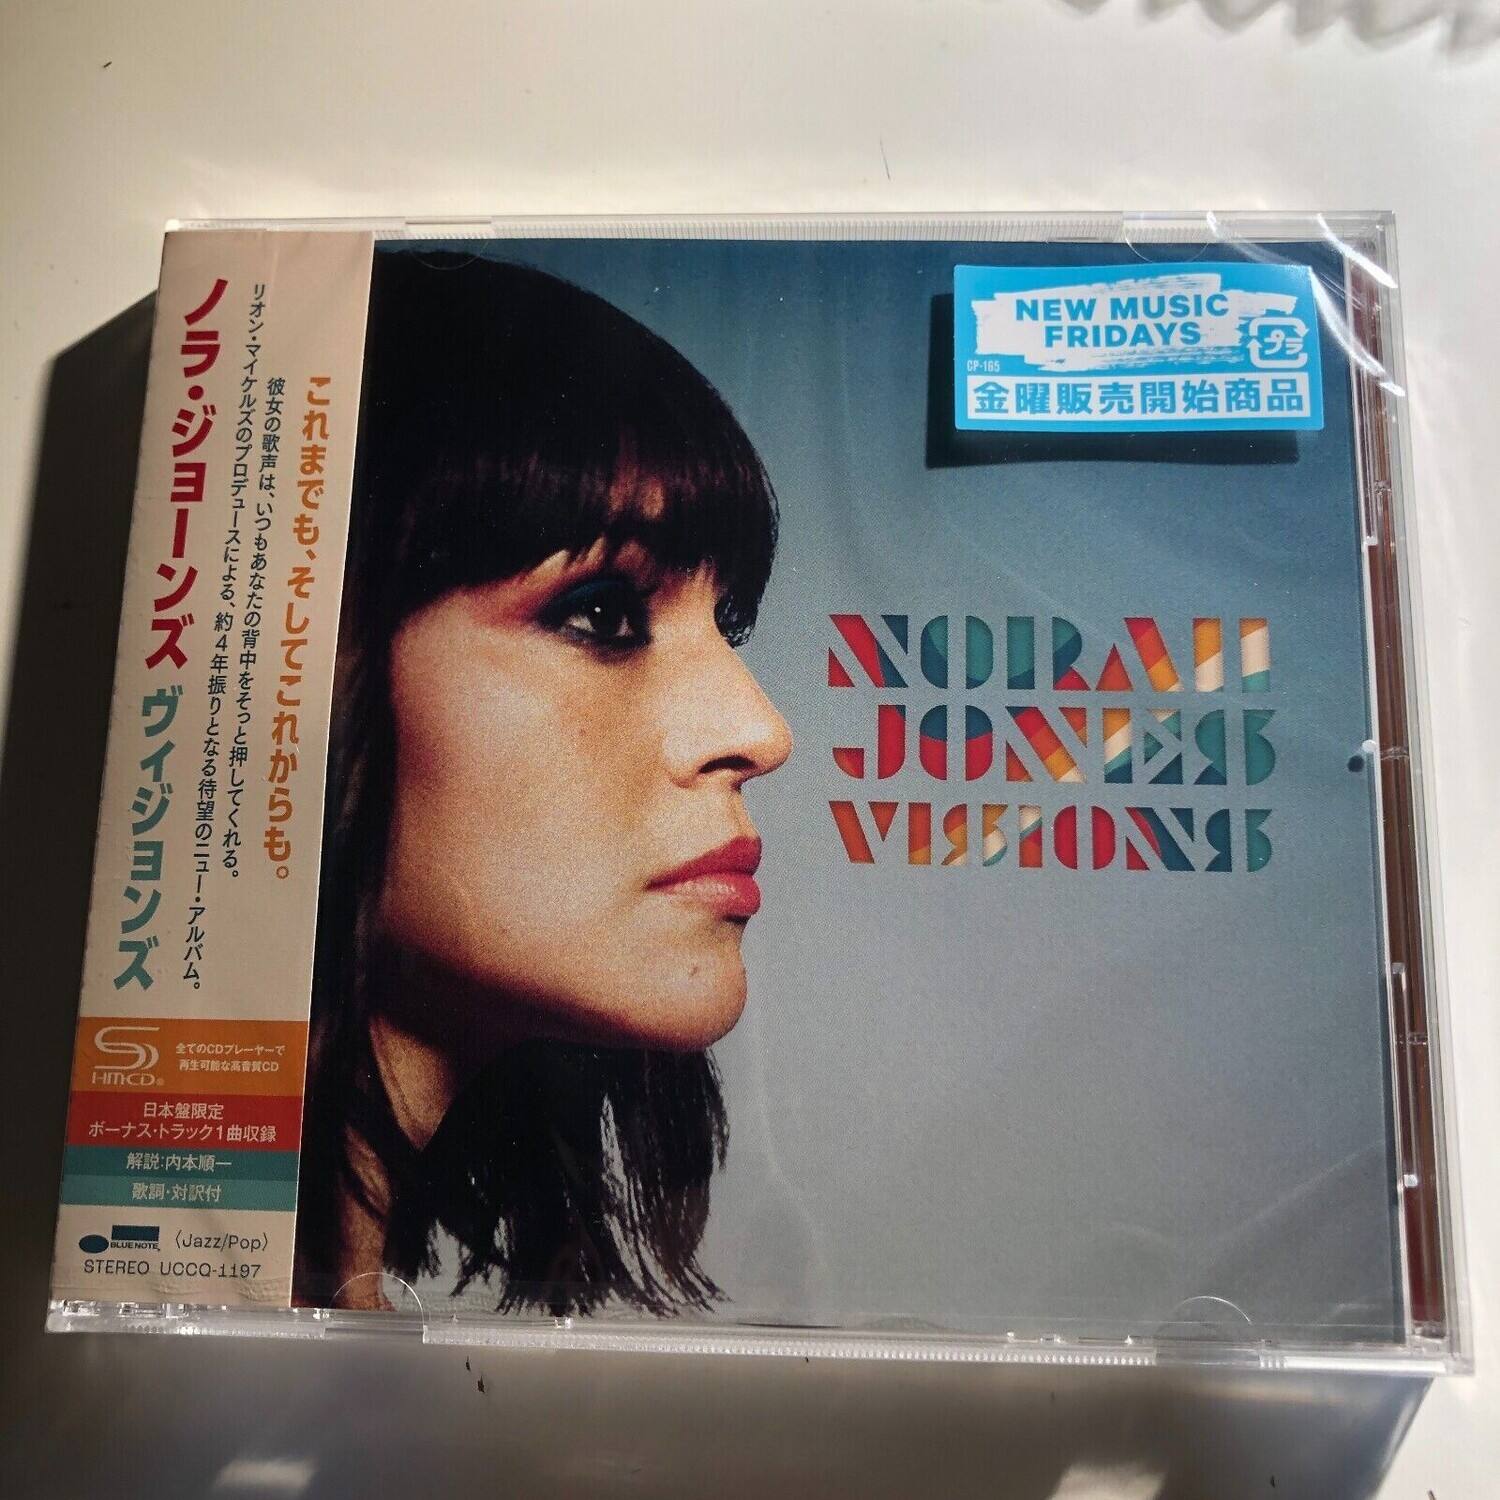 ノラ・ジョーンズ ヴィジョンズ
これまでも、そしてこれからも。
彼女の歌声は、いつもあなたの背中をそっと押してくれる。
リオン・マイケルズのプロデュースによる、約4年振りとなる待望のニュー・アルバム。
SHM-CD®
全てのCDプレーヤーで
再生可能な高音質CD
日本盤限定
ボーナス・トラック1曲収録
解説:内本順一
歌詞・対訳付
BLUE NOTE
〈Jazz/Pop〉
STEREO UCCQ-1197
NEW MUSIC
FRIDAYS
プラ
CP-165
金曜販売開始商品
NORAH
JONES
VISIONS